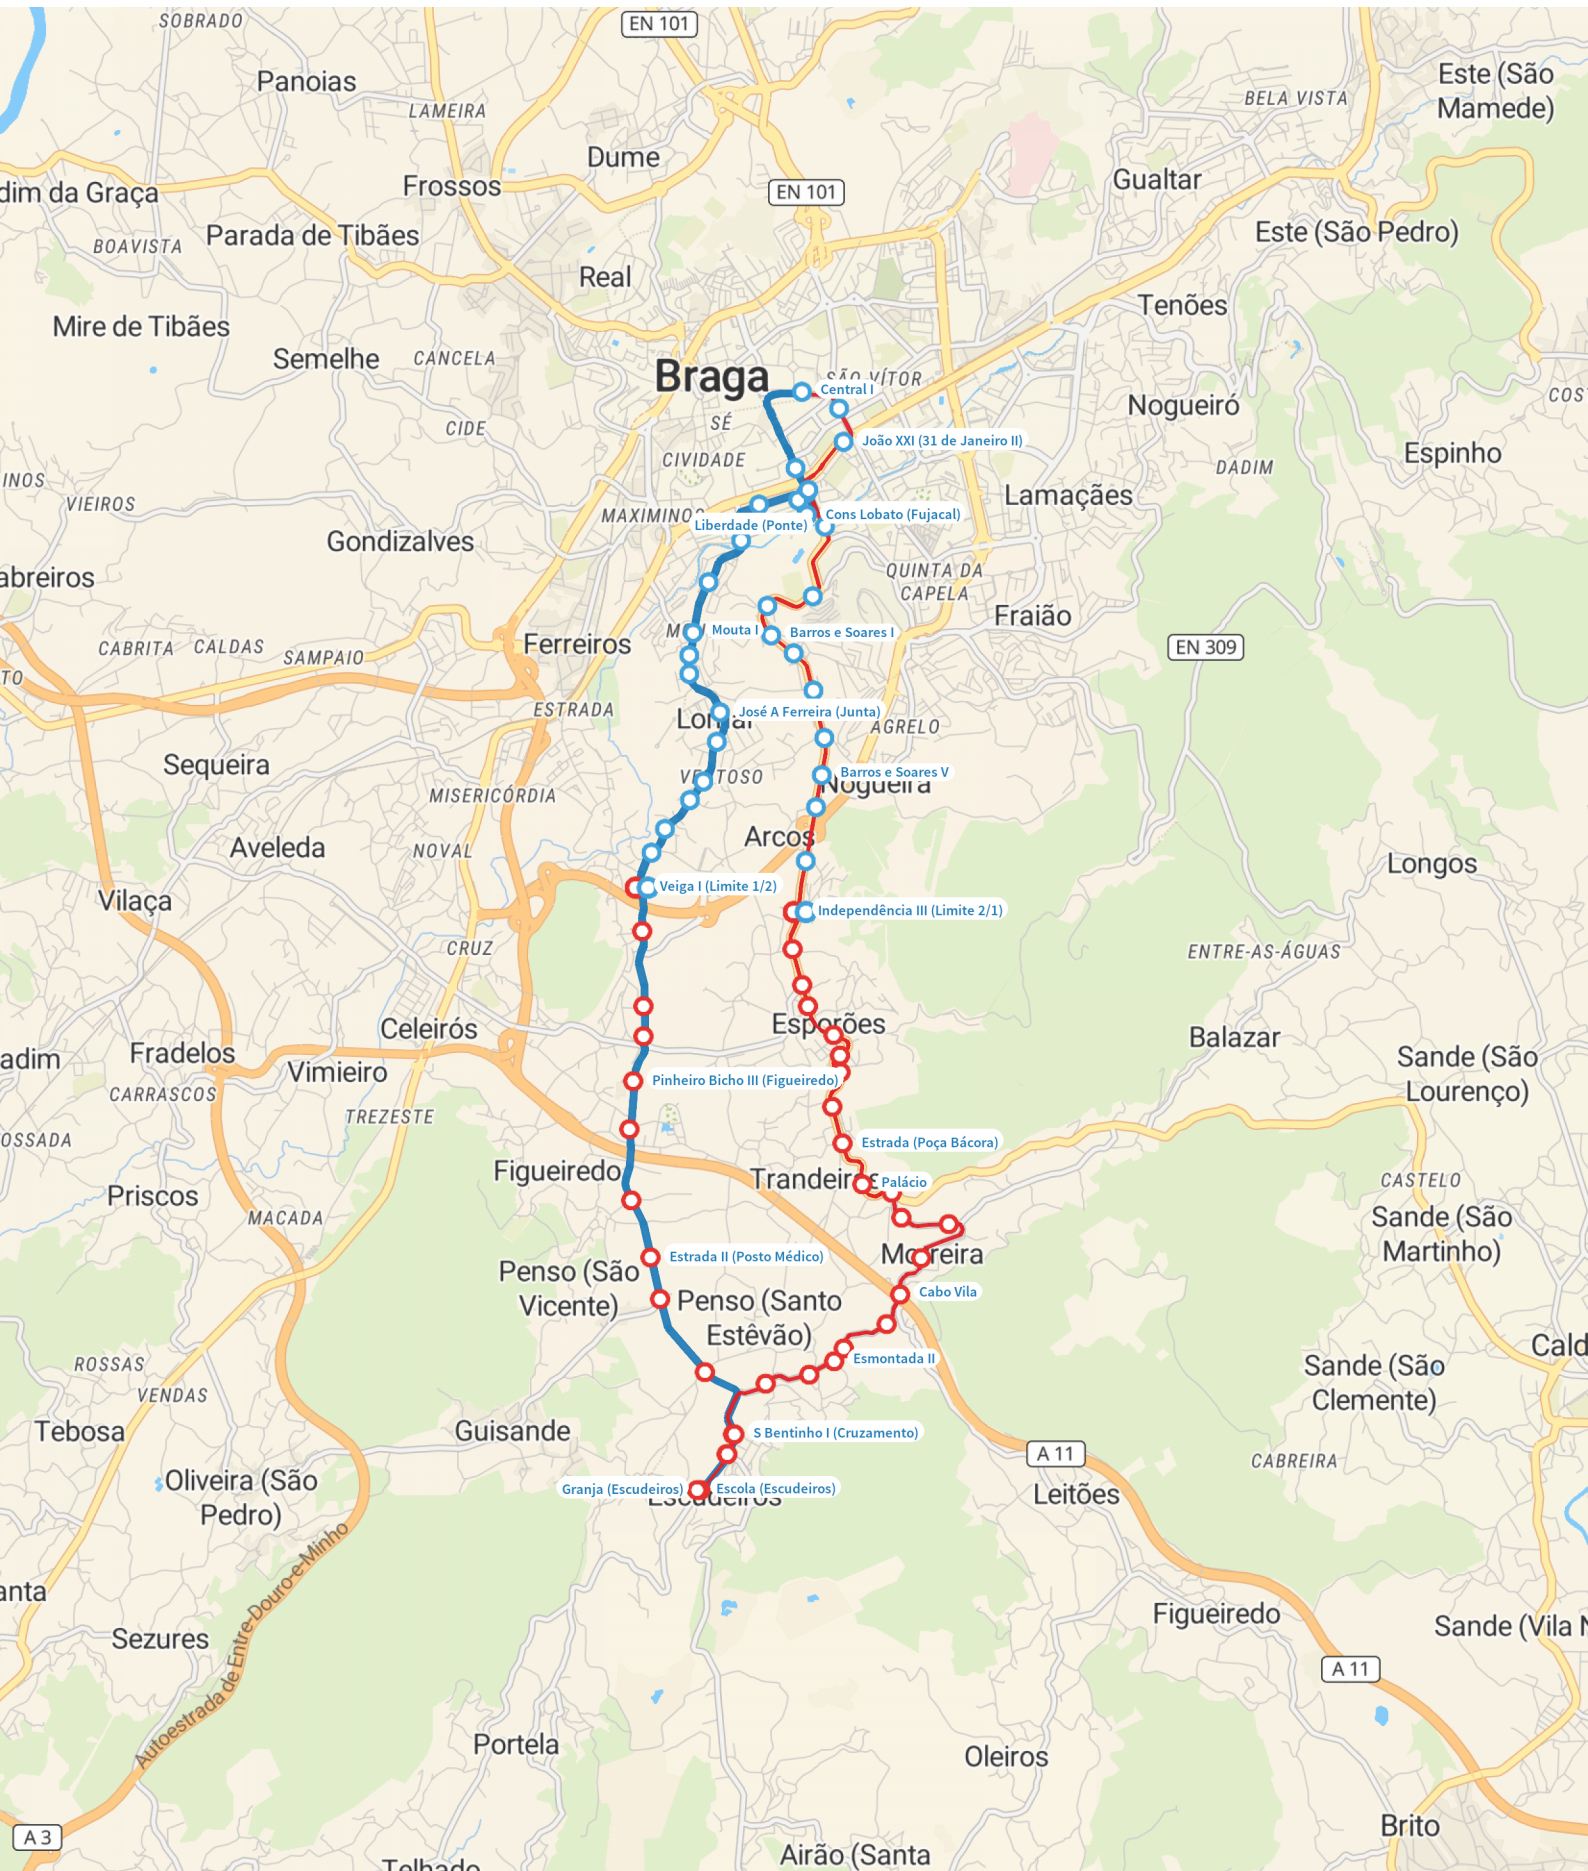 SOBRADO
EN 101
Panoias
LAMEIRA
Este (São
Mamede)
BELA VISTA
Dume
Frossos
EN 101
Gualtar
dim da Graça
BOAVISTA
Parada de Tibães
Este (São Pedro)
Real
Tenões
Mire de Tibães
Semelhe
CANCELA
Braga
SÃO VÍTOR
Central I
Nogueiró
COS
CIDE
SÉ
João XXI (31 de Janeiro II)
CIVIDADE
DADIM
Espinho
INOS
VIEIROS
Lamaçães
MAXIMINOS
Cons Lobato (Fujacal)
Liberdade (Ponte)
Gondizalves
abreiros
QUINTA DA
CAPELA
Fraião
Mouta I
Barros e Soares I
CABRITA
CALDAS
SAMPAIO
Ferreiros
EN 309
TO
ESTRADA
José A Ferreira (Junta)
AGRELO
Sequeira
Barros e Soares V
Nogueira
MISERICÓRDIA
Arcos
Aveleda
NOVAL
Longos
Vilaça
Veiga I (Limite 1/2)
Independência III (Limite 2/1)
CRUZ
ENTRE-AS-ÁGUAS
Esporões
Celeirós
Balazar
adim
Fradelos
Vimieiro
CARRASCOS
Sande (São
Lourenço)
Pinheiro Bicho III (Figueiredo)
TREZESTE
OSSADA
Estrada (Poça Bácora)
Figueiredo
Palácio
CASTELO
Priscos
MACADA
Sande (São
Martinho)
Estrada II (Posto Médico)
Penso (São
Vicente)
Penso (Santo
Estêvão)
Cabo Vila
Cald
ROSSAS
VENDAS
Esmontada II
Sande (São
Clemente)
Tebosa
Guisande
S Bentinho I (Cruzamento)
A 11
CABREIRA
Oliveira (São
Pedro)
Granja (Escudeiros)
Escola (Escudeiros)
Escudeiros
Leitões
Autoestrada de Entre-Douro-e-Minho
anta
Figueiredo
Sezures
Sande (Vila N
A 11
Portela
Oleiros
A 3
Brito
Airão (Santa
Telhado